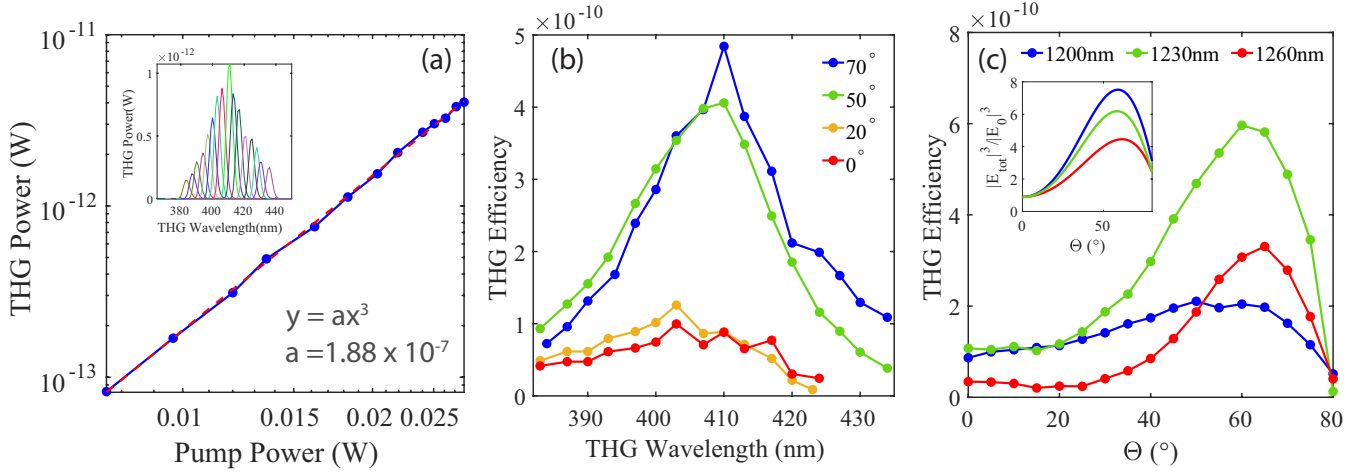 (a)
THG Power (W)
10⁻¹¹
10⁻¹²
10⁻¹³
×10⁻¹²
THG Power(W)
1
0.5
0
380 400 420 440
THG Wavelength(nm)
y = ax³
a =1.88 x 10⁻⁷
0.01 0.015 0.02 0.025
Pump Power (W)
×10⁻¹⁰
(b)
THG Efficiency
5
4
3
2
1
0
70°
50°
20°
0°
390 400 410 420 430
THG Wavelength (nm)
×10⁻¹⁰
(c)
1200nm 1230nm 1260nm
THG Efficiency
8
6
4
2
0
|E_tot|³/|E₀|³
8
6
4
2
0
0 50
Θ (°)
0 20 40 60 80
Θ (°)